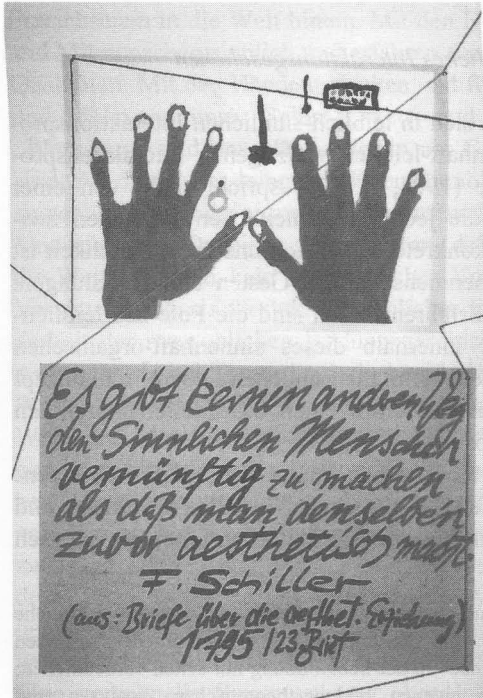 Es gibt keinen andren Weg
den Sinnlichen Menschen
vernünftig zu machen
als daß man denselben
zuvor aesthetisch macht.
F. Schiller
(aus: Briefe über die aesthet. Erziehung)
1795 / 23. Brief